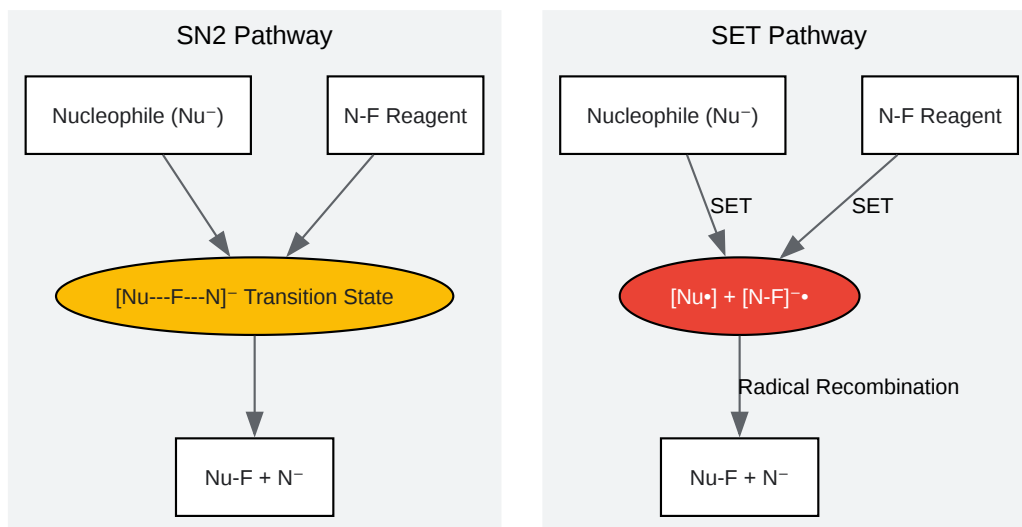 SN2 Pathway
Nucleophile (Nu⁻)
N-F Reagent
[Nu---F---N]⁻ Transition State
Nu-F + N⁻
SET Pathway
Nucleophile (Nu⁻)
N-F Reagent
SET
SET
[Nu•] + [N-F]⁻•
Radical Recombination
Nu-F + N⁻